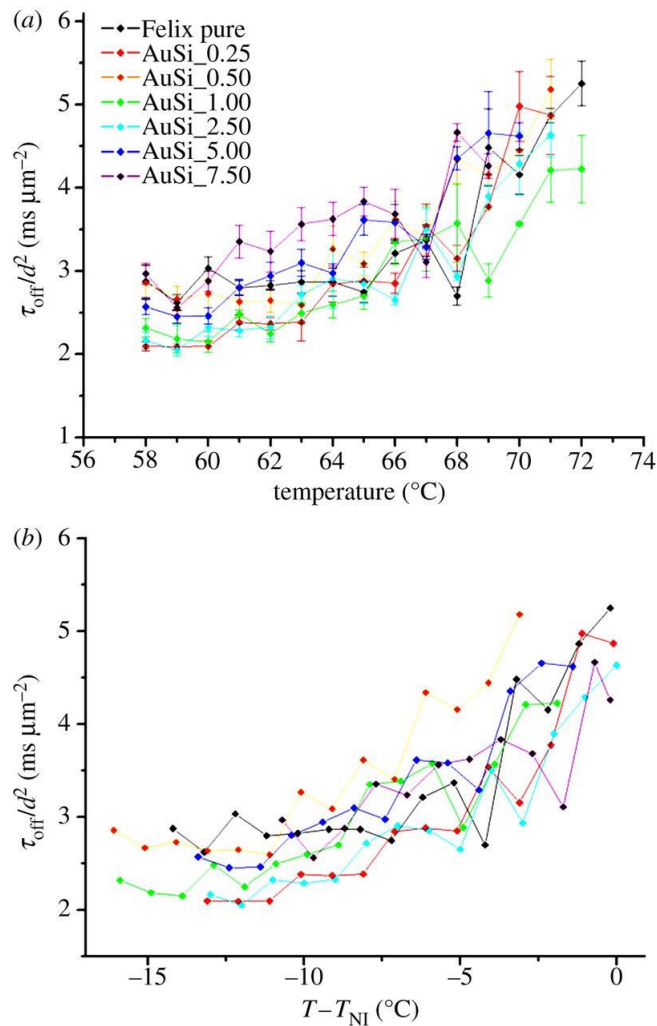 (a)
6
5
4
3
2
1
τoff/d² (ms μm⁻²)
Felix pure
AuSi_0.25
AuSi_0.50
AuSi_1.00
AuSi_2.50
AuSi_5.00
AuSi_7.50
56 58 60 62 64 66 68 70 72 74
temperature (°C)
(b)
6
5
4
3
2
τoff/d² (ms μm⁻²)
−15 −10 −5 0
T−TNI (°C)